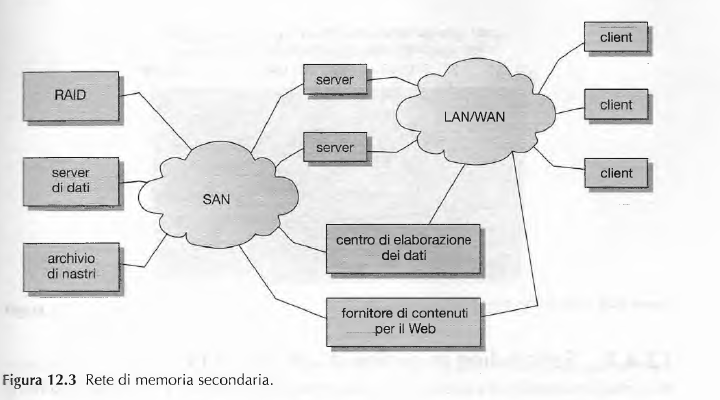 client
server
RAID
LAN/WAN
client
server
server
di dati
client
SAN
centro di elaborazione
dei dati
archivio
di nastri
fornitore di contenuti
per il Web
Figura 12.3 Rete di memoria secondaria.